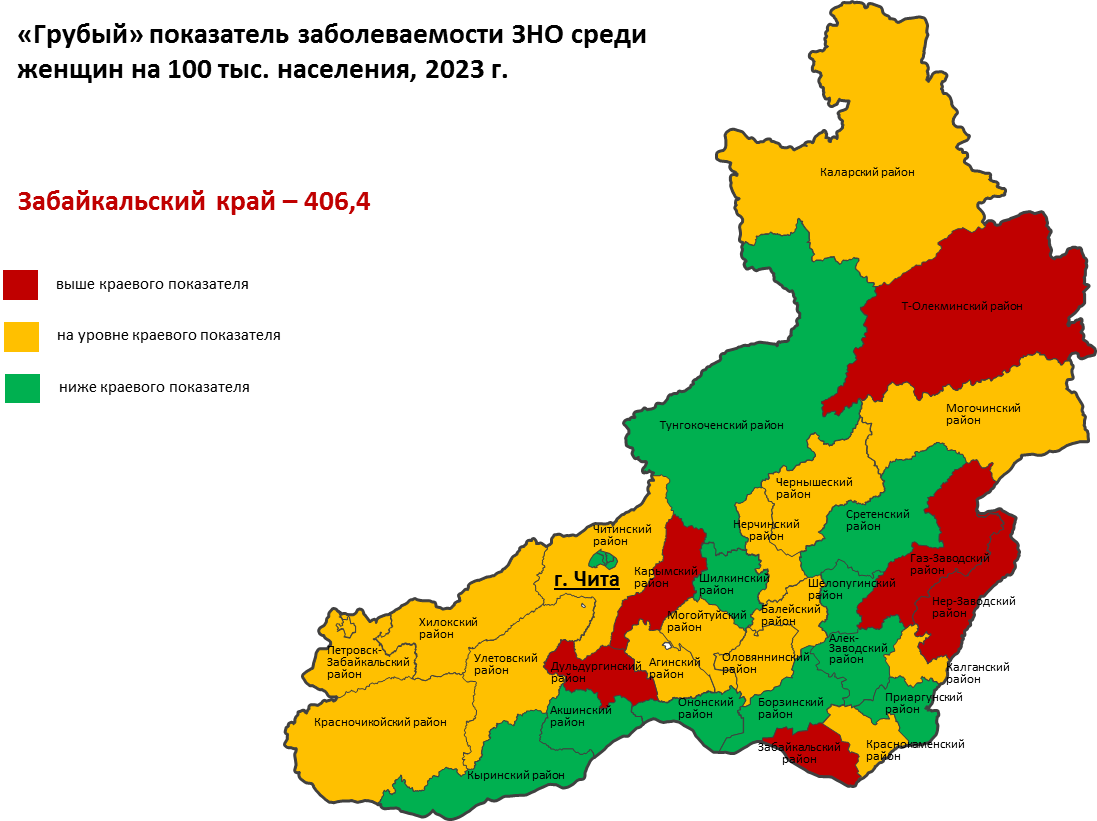 «Грубый» показатель заболеваемости ЗНО среди
женщин на 100 тыс. населения, 2023 г.
Забайкальский край – 406,4
выше краевого показателя
на уровне краевого показателя
ниже краевого показателя
Каларский район
Т-Олекминский район
Могочинский
район
Тунгокоченский район
Чернышеский
район
Сретенский
район
Нерчинский
район
Читинский
район
г. Чита
Карымский
район
Шилкинский
район
Шелопугинский
район
Газ-Заводский
район
Нер-Заводский
район
Балейский
район
Могойтуйский
район
Хилокский
район
Петровск-
Забайкальский
район
Улетовский
район
Дульдургинский
район
Агинский
район
Оловяннинский
район
Алек-
Заводский
район
Калганский
район
Приаргунский
район
Ононский
район
Борзинский
район
Акшинский
район
Красночикойский район
Кыринский район
Забайкальский
район
Краснокаменский
район